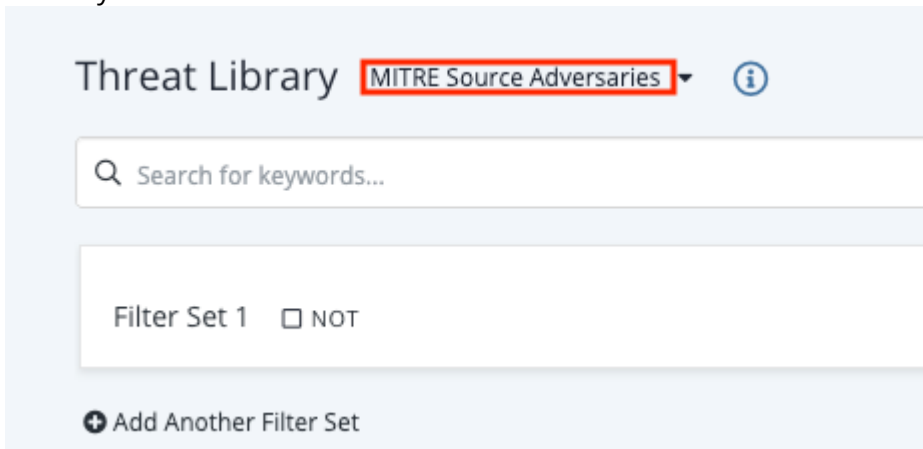 Threat Library MITRE Source Adversaries
Search for keywords...
Filter Set 1 NOT
Add Another Filter Set